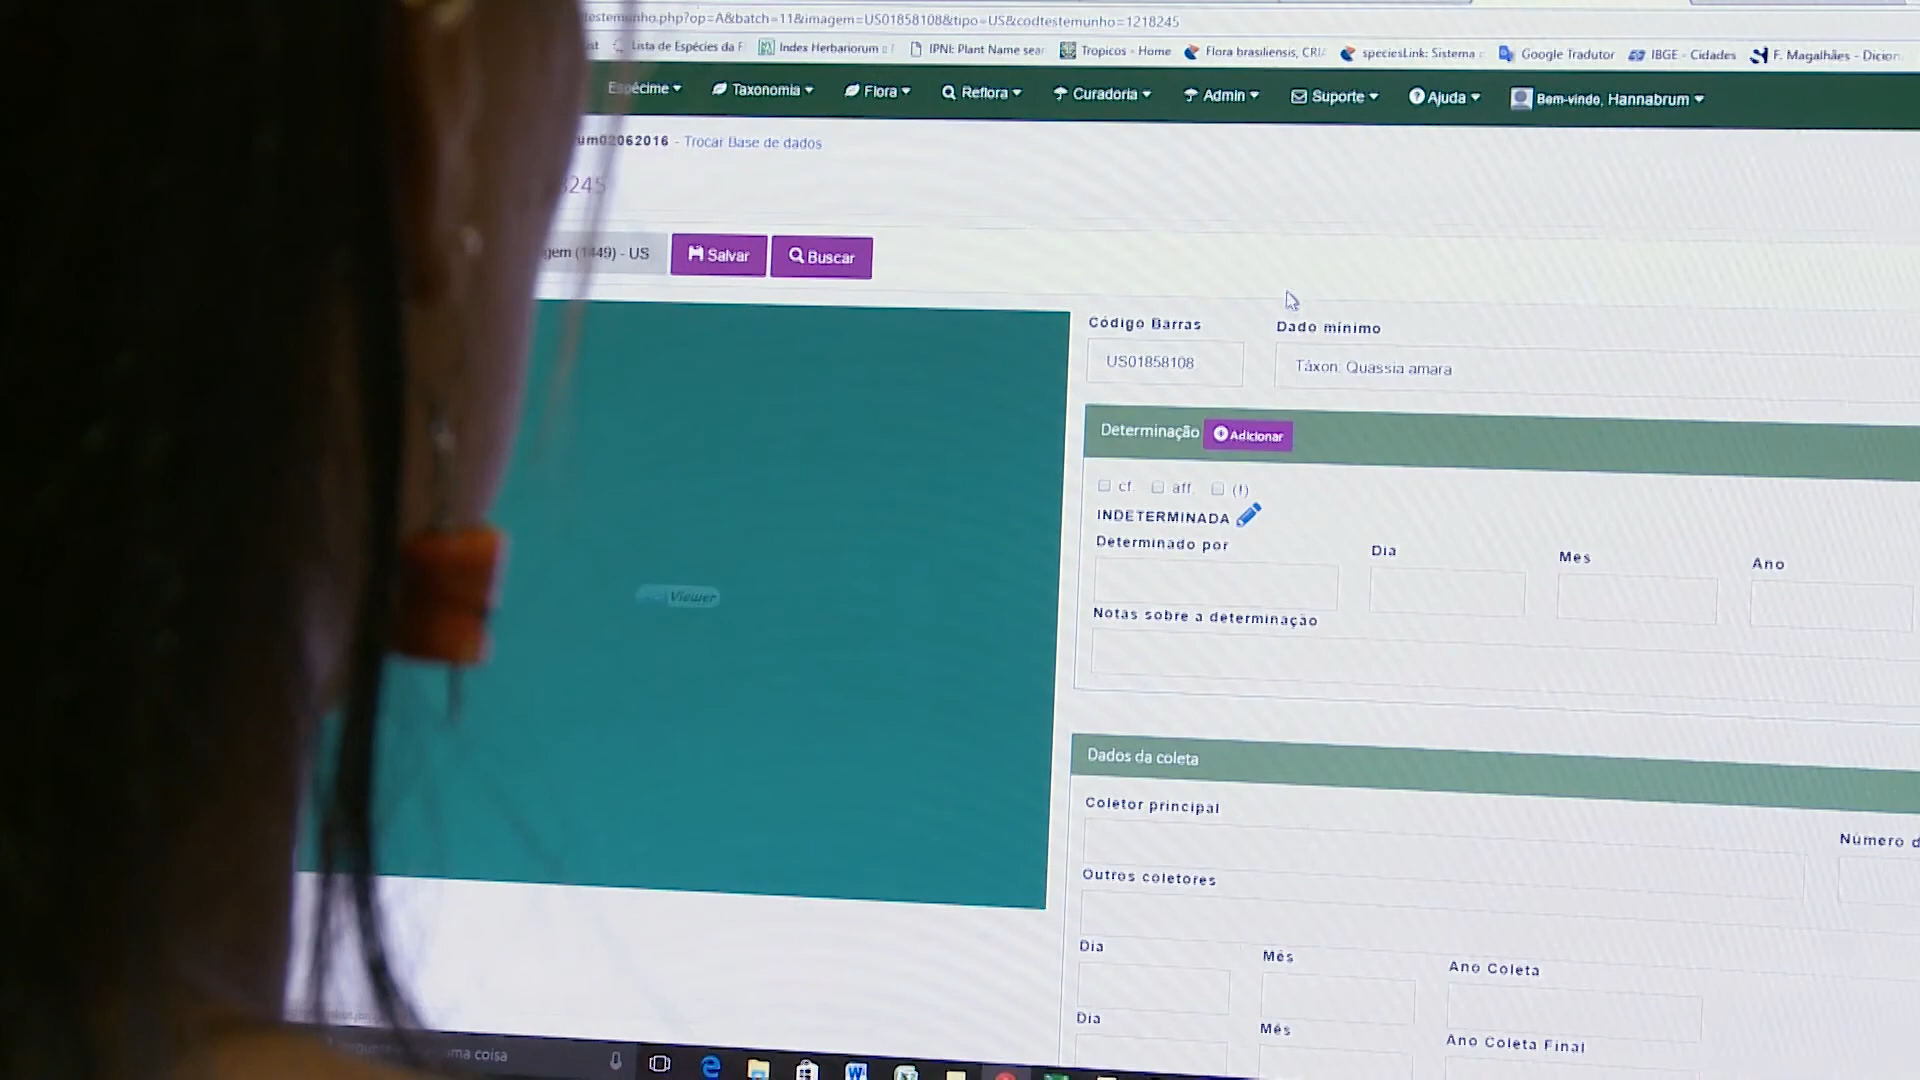 testemunho.php?op=A&batch=11&imagem=US01858108&tipo=US&codtestemunho=1218245
Lista de Espécies da F Index Herbariorum IPNI: Plant Name sear Tropicos - Home Flora brasiliensis, CRI speciesLink: Sistema Google Tradutor IBGE - Cidades F. Magalhães - Dicion
Espécime Taxonomia Flora Reflora Curadoria Admin Suporte Ajuda Bem-vindo, Hannabrum
um02062016 - Trocar Base de dados
8245
gem (1449) - US Salvar Buscar
Código Barras Dado mínimo
US01858108 Táxon: Quassia amara
Determinação Adicionar
cf. aff. (!)
INDETERMINADA
Determinado por Dia Mes Ano
Notas sobre a determinação
Viewer
Dados da coleta
Coletor principal
Número d
Outros coletores
Dia Mês Ano Coleta
Dia Mês Ano Coleta Final
ma coisa